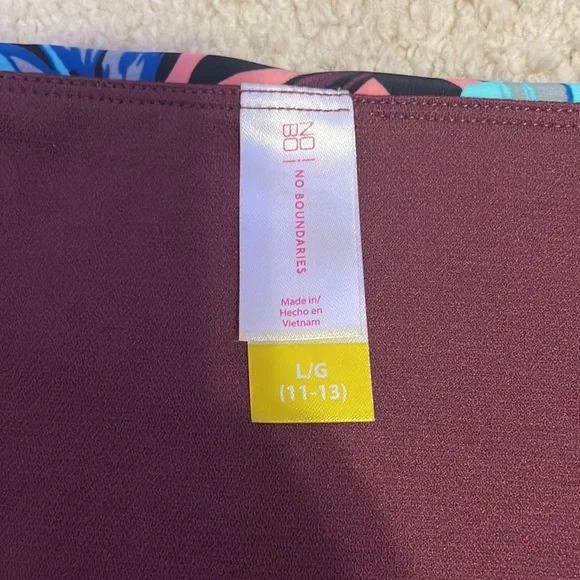 NO
BO
NO BOUNDARIES
Made in/
Hecho en
Vietnam
L/G
(11-13)